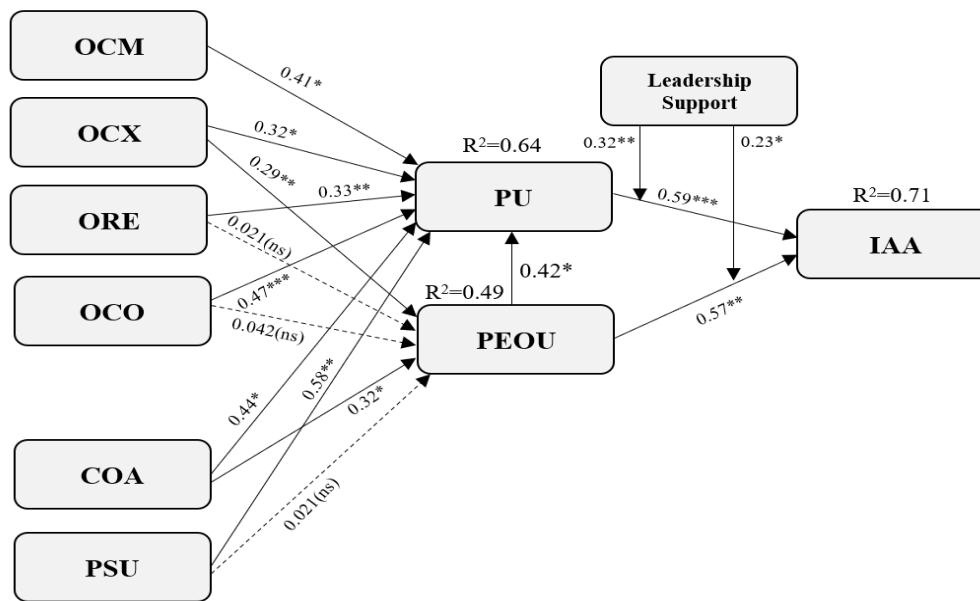 OCM
0.41*
Leadership
Support
OCX
0.32*
0.29**
R²=0.64
0.32**
0.23*
PU
0.59***
R²=0.71
IAA
ORE
0.33**
0.021(ns)
OCO
0.47***
0.042(ns)
0.42*
R²=0.49
PEOU
0.57**
0.44*
0.58**
0.32*
COA
0.021(ns)
PSU